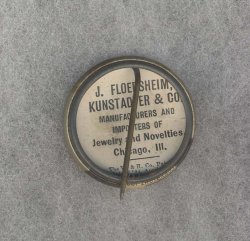 J. FLOERSHEIM,
KUNSTADTER & CO.
MANUFACTURERS AND
IMPORTERS OF
Jewelry and Novelties
Chicago, Ill.